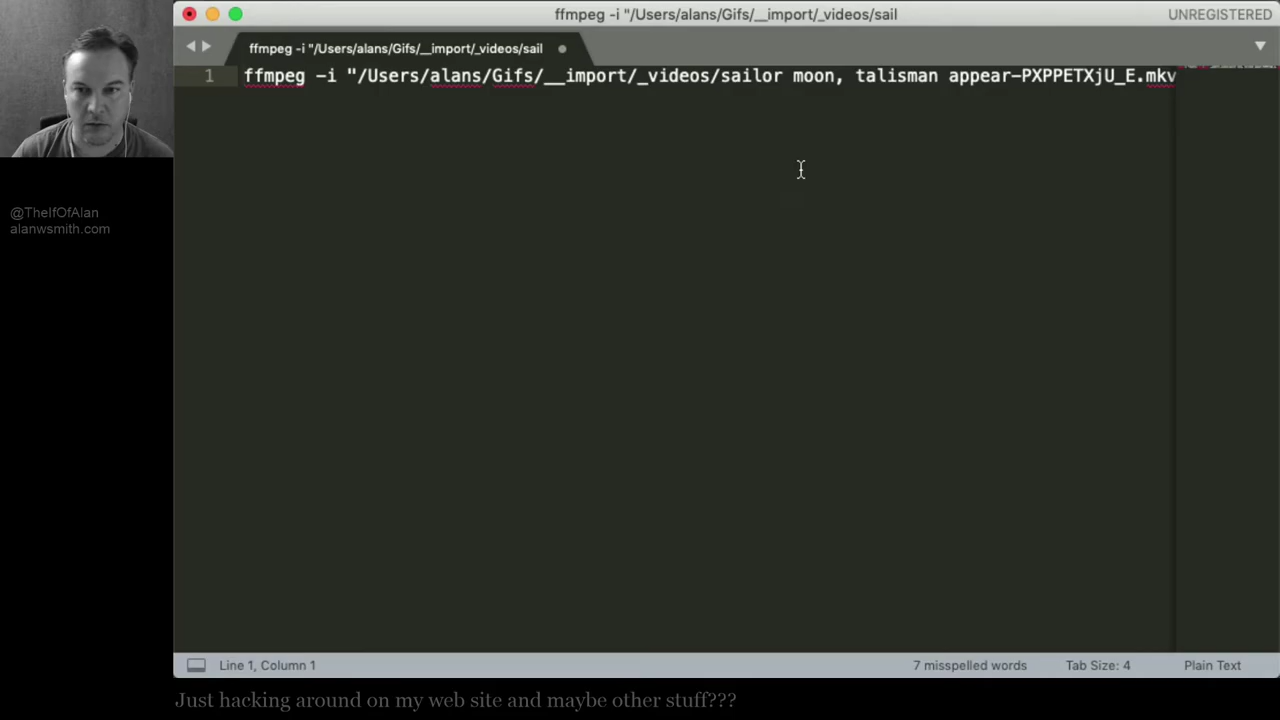 ffmpeg -i "/Users/alans/Gifs/__import/_videos/sail
UNREGISTERED
ffmpeg -i "/Users/alans/Gifs/__import/_videos/sail
1 ffmpeg -i "/Users/alans/Gifs/__import/_videos/sailor moon, talisman appear-PXPPETXjU_E.mkv
@TheIfOfAlan
alanwsmith.com
Line 1, Column 1
7 misspelled words
Tab Size: 4
Plain Text
Just hacking around on my web site and maybe other stuff???